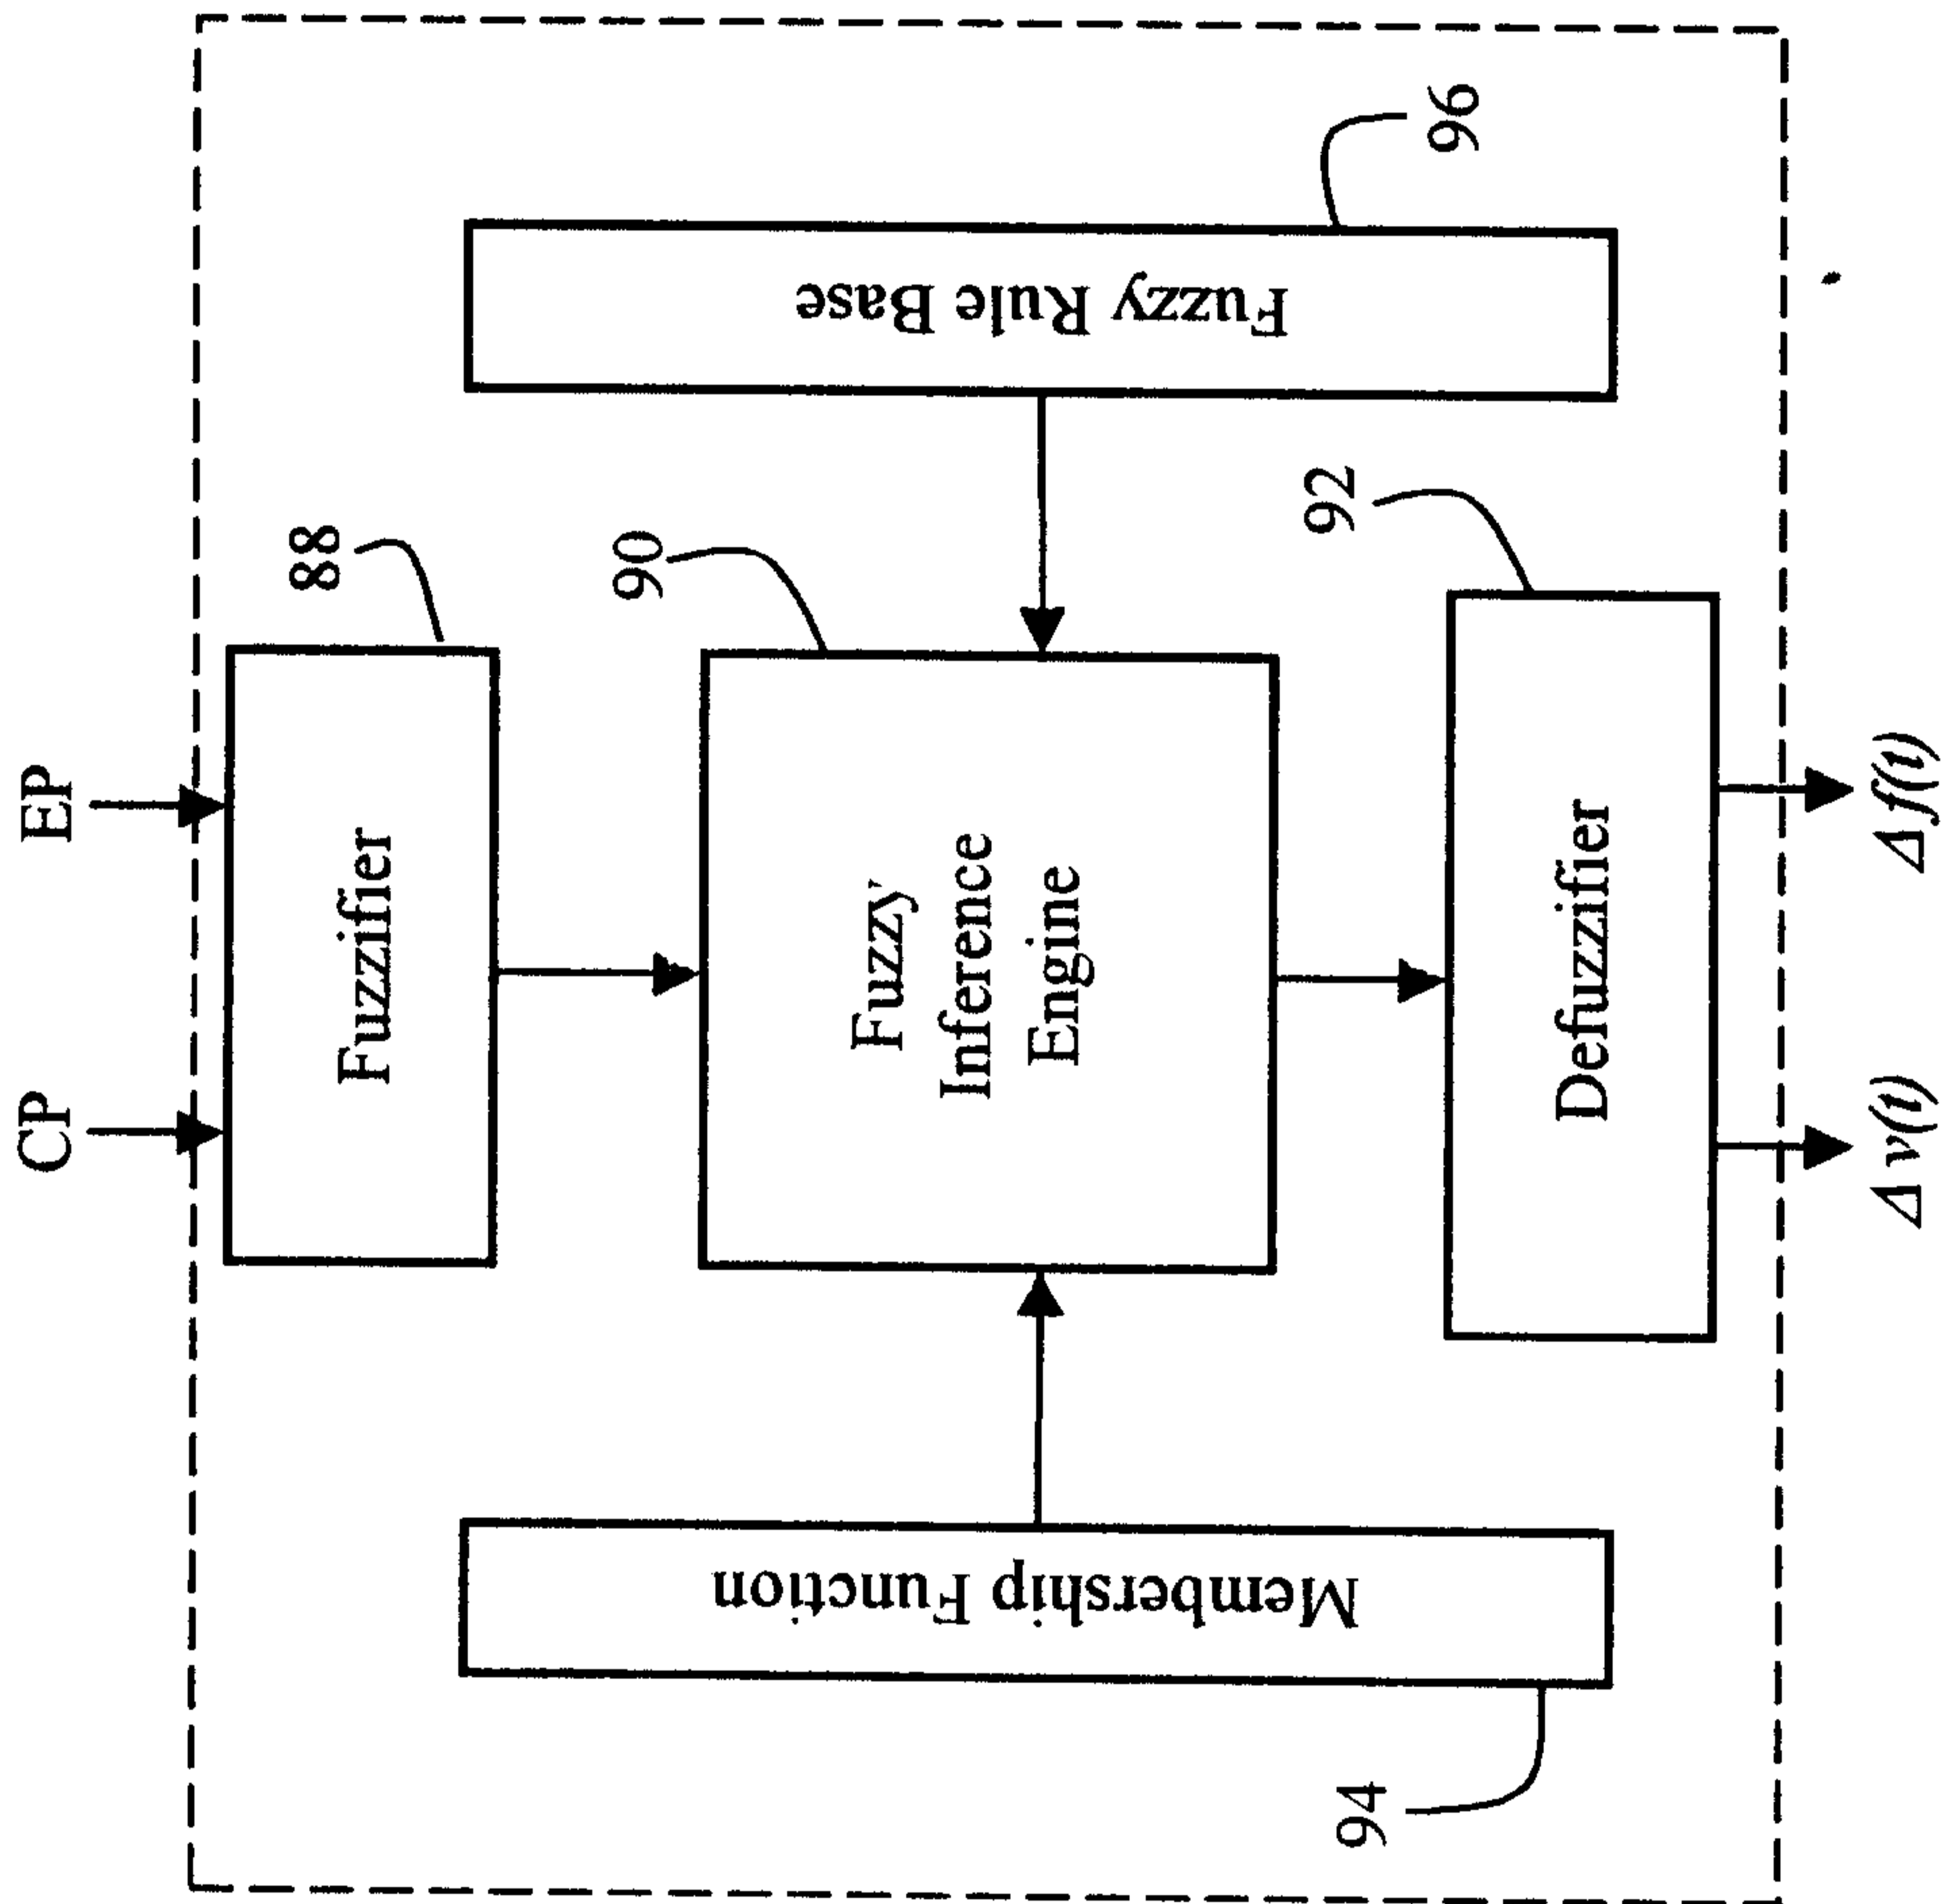 CP
EP
88
Fuzzifier
90
Fuzzy
Inference
Engine
94
Membership Function
96
Fuzzy Rule Base
92
Defuzzifier
Δv(t)
Δf(t)